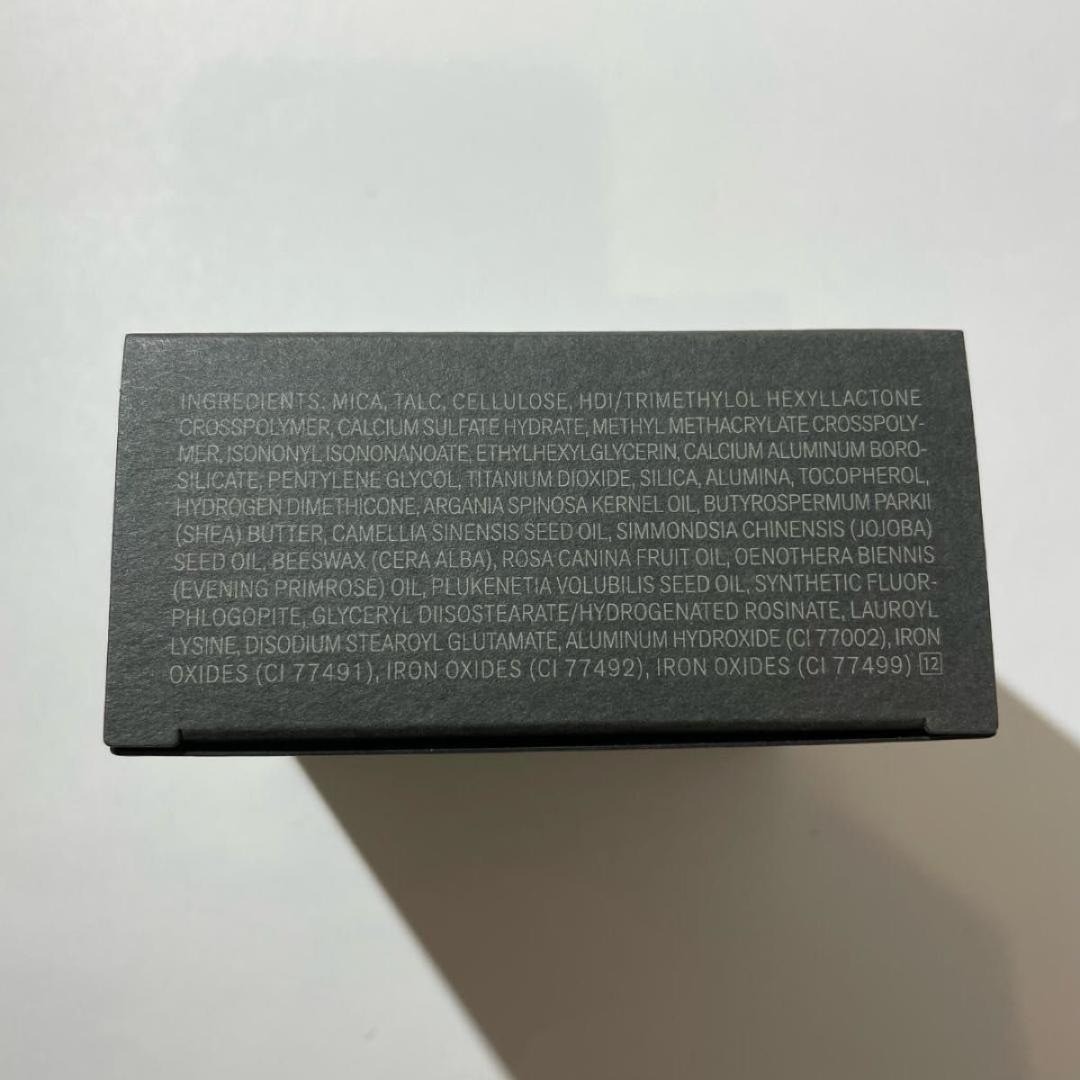 INGREDIENTS: MICA, TALC, CELLULOSE, HDI/TRIMETHYLOL HEXYLLACTONE
CROSSPOLYMER, CALCIUM SULFATE HYDRATE, METHYL METHACRYLATE CROSSPOLY-
MER, ISONONYL ISONONANOATE, ETHYLHEXYLGLYCERIN, CALCIUM ALUMINUM BORO-
SILICATE, PENTYLENE GLYCOL, TITANIUM DIOXIDE, SILICA, ALUMINA, TOCOPHEROL,
HYDROGEN DIMETHICONE, ARGANIA SPINOSA KERNEL OIL, BUTYROSPERMUM PARKII
(SHEA) BUTTER, CAMELLIA SINENSIS SEED OIL, SIMMONDSIA CHINENSIS (JOJOBA)
SEED OIL, BEESWAX (CERA ALBA), ROSA CANINA FRUIT OIL, OENOTHERA BIENNIS
(EVENING PRIMROSE) OIL, PLUKENETIA VOLUBILIS SEED OIL, SYNTHETIC FLUOR-
PHLOGOPITE, GLYCERYL DIISOSTEARATE/HYDROGENATED ROSINATE, LAUROYL
LYSINE, DISODIUM STEAROYL GLUTAMATE, ALUMINUM HYDROXIDE (CI 77002), IRON
OXIDES (CI 77491), IRON OXIDES (CI 77492), IRON OXIDES (CI 77499) 12